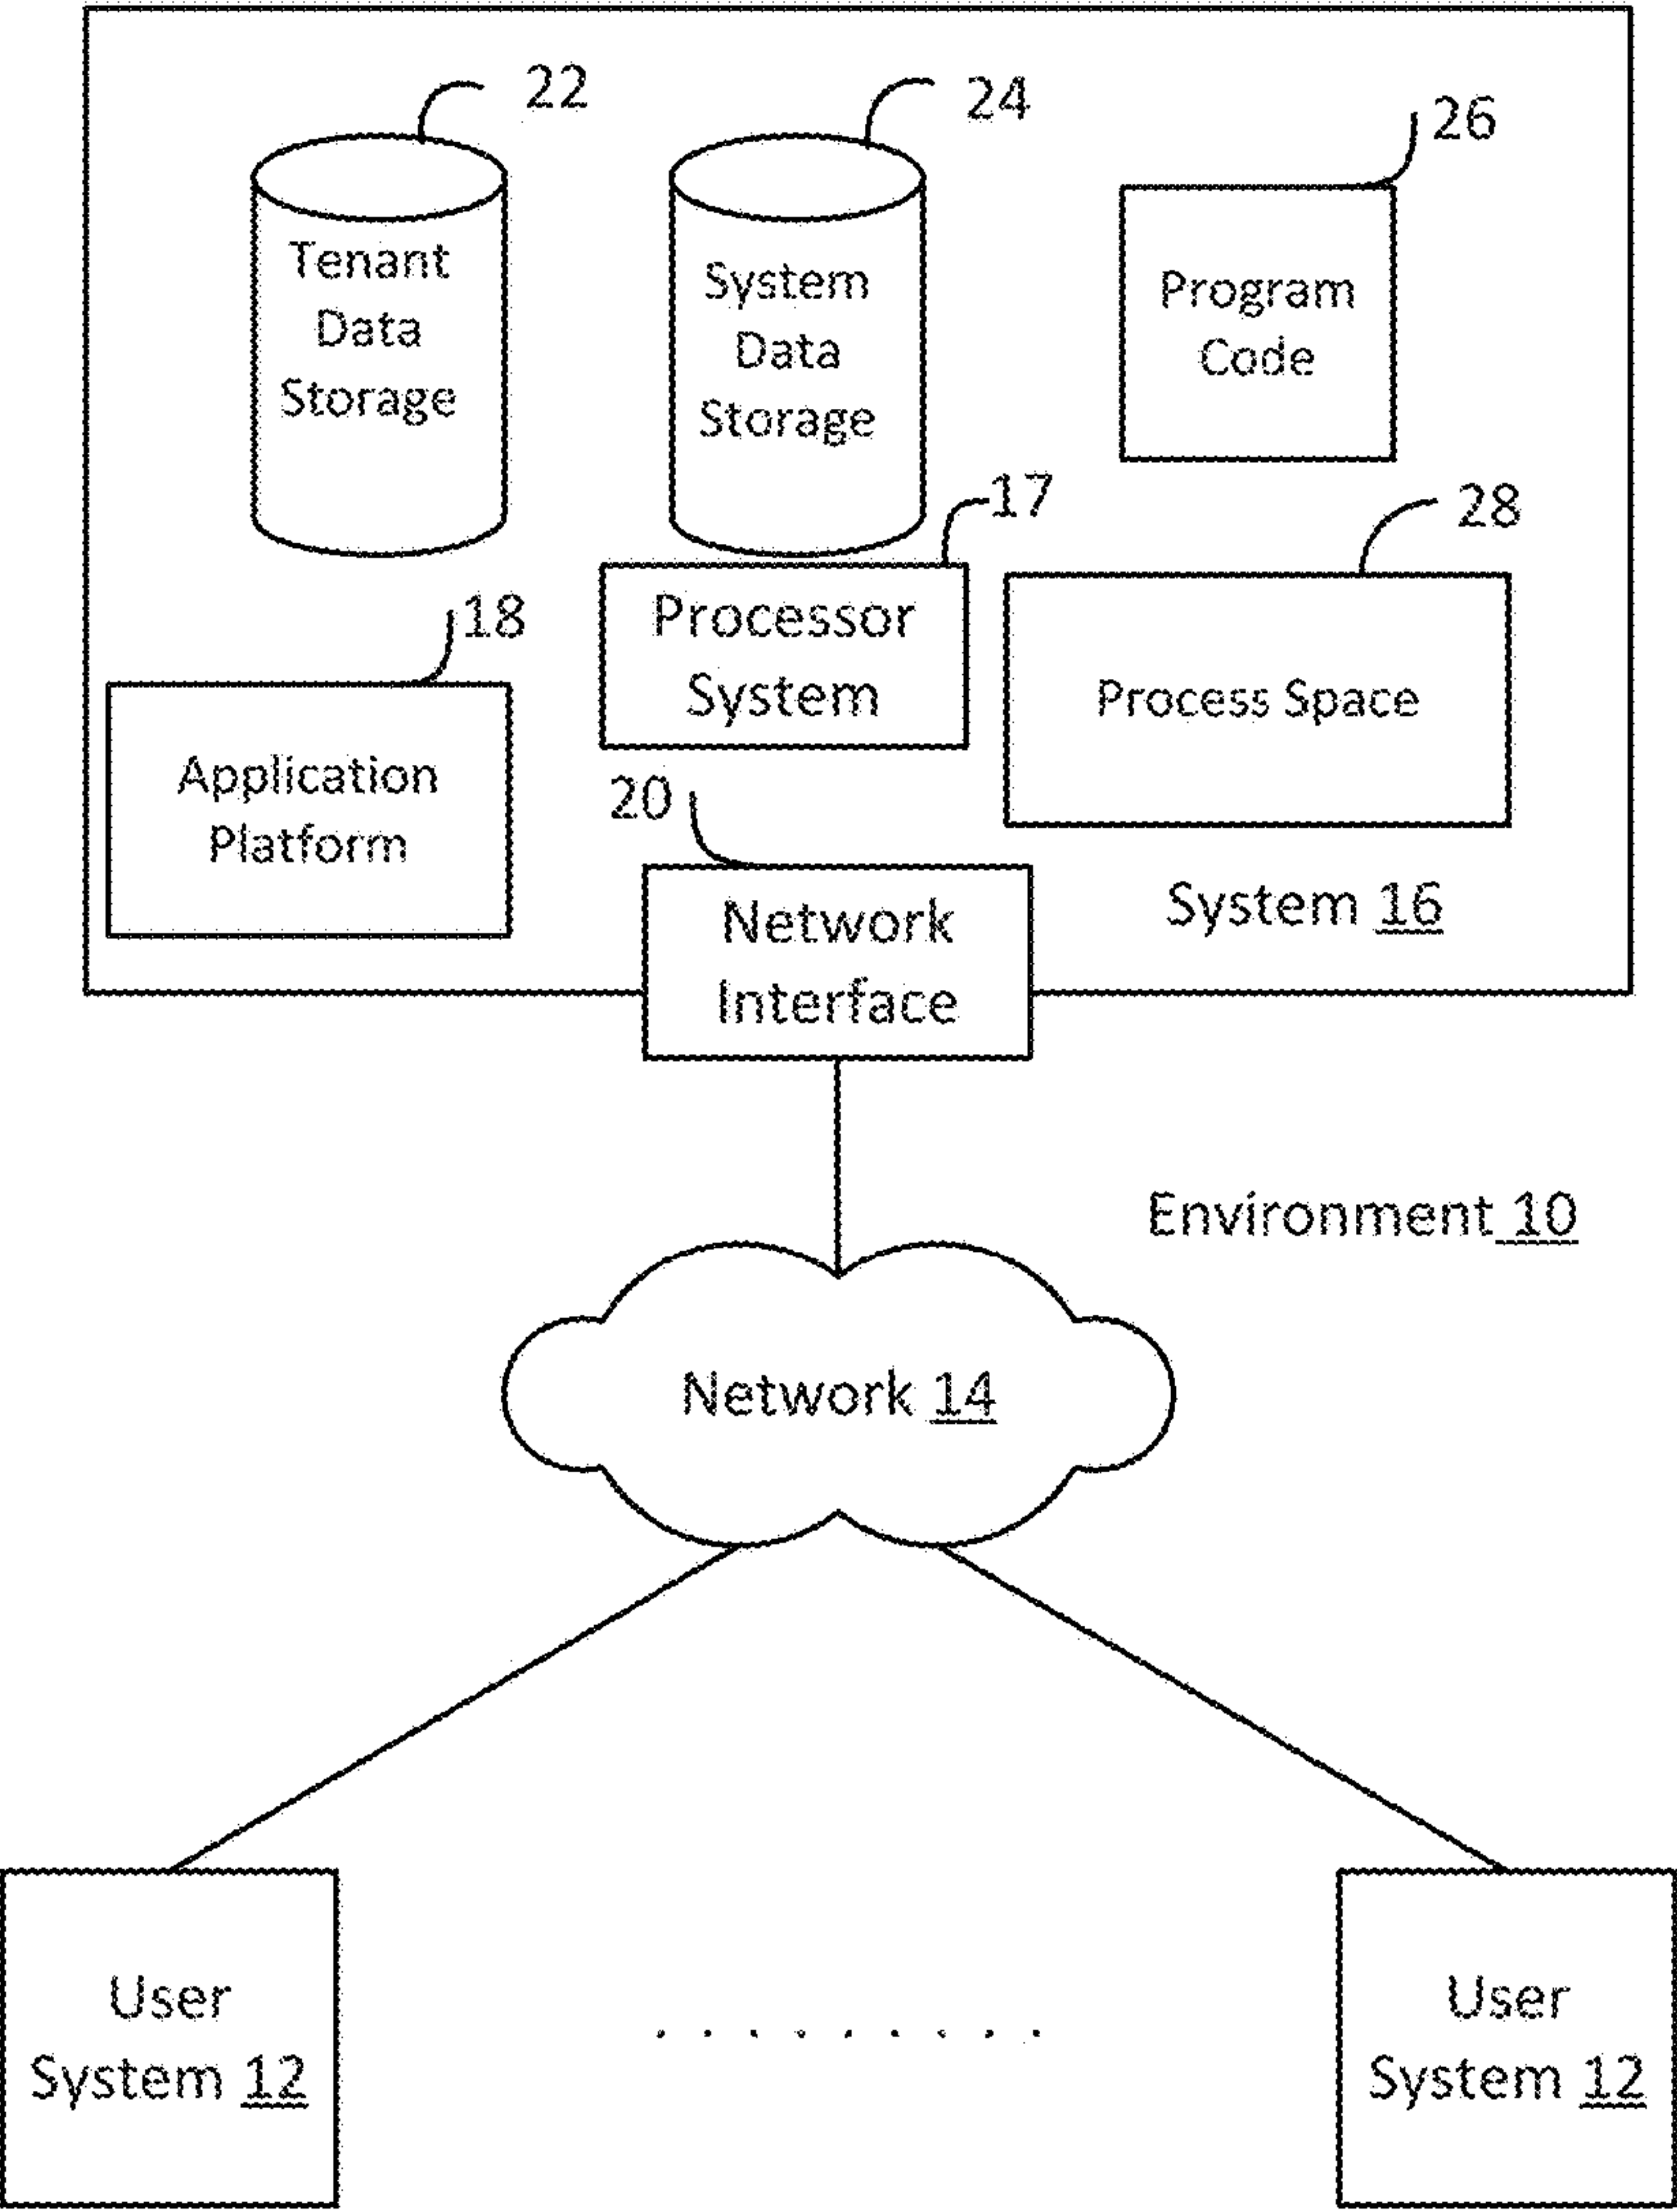 22
24
26
Tenant
Data
Storage
System
Data
Storage
Program
Code
17
28
18
Processor
System
Process Space
Application
Platform
20
System 16
Network
Interface
Environment 10
Network 14
User
System 12
. . . . . . . . .
User
System 12